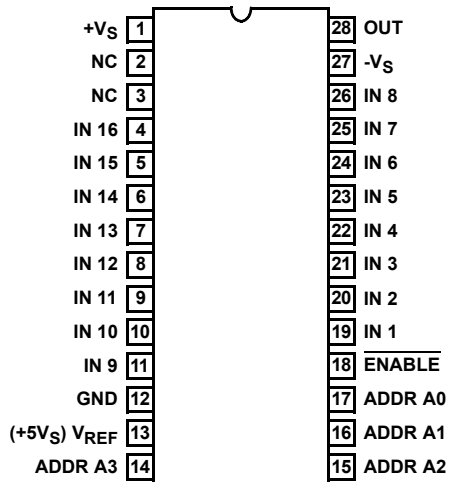 +VS 1 28 OUT
NC 2 27 -VS
NC 3 26 IN 8
IN 16 4 25 IN 7
IN 15 5 24 IN 6
IN 14 6 23 IN 5
IN 13 7 22 IN 4
IN 12 8 21 IN 3
IN 11 9 20 IN 2
IN 10 10 19 IN 1
IN 9 11 18 ENABLE
GND 12 17 ADDR A0
(+5VS) VREF 13 16 ADDR A1
ADDR A3 14 15 ADDR A2